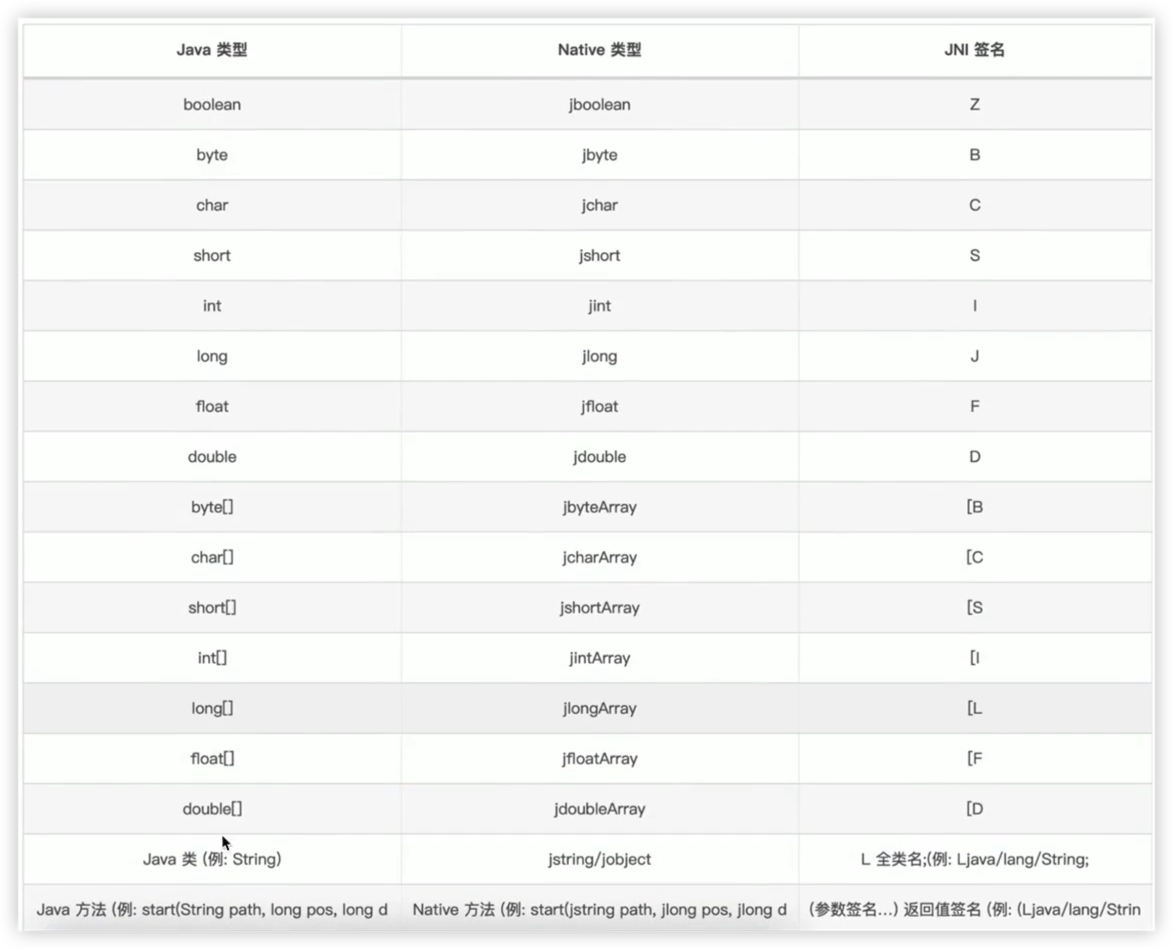 Java 类型 Native 类型 JNI 签名
boolean jboolean Z
byte jbyte B
char jchar C
short jshort S
int jint I
long jlong J
float jfloat F
double jdouble D
byte[] jbyteArray [B
char[] jcharArray [C
short[] jshortArray [S
int[] jintArray [I
long[] jlongArray [L
float[] jfloatArray [F
double[] jdoubleArray [D
Java 类 (例: String) jstring/jobject L 全类名;(例: Ljava/lang/String;
Java 方法 (例: start(String path, long pos, long d Native 方法 (例: start(jstring path, jlong pos, jlong d (参数签名...) 返回值签名 (例: (Ljava/lang/Strin